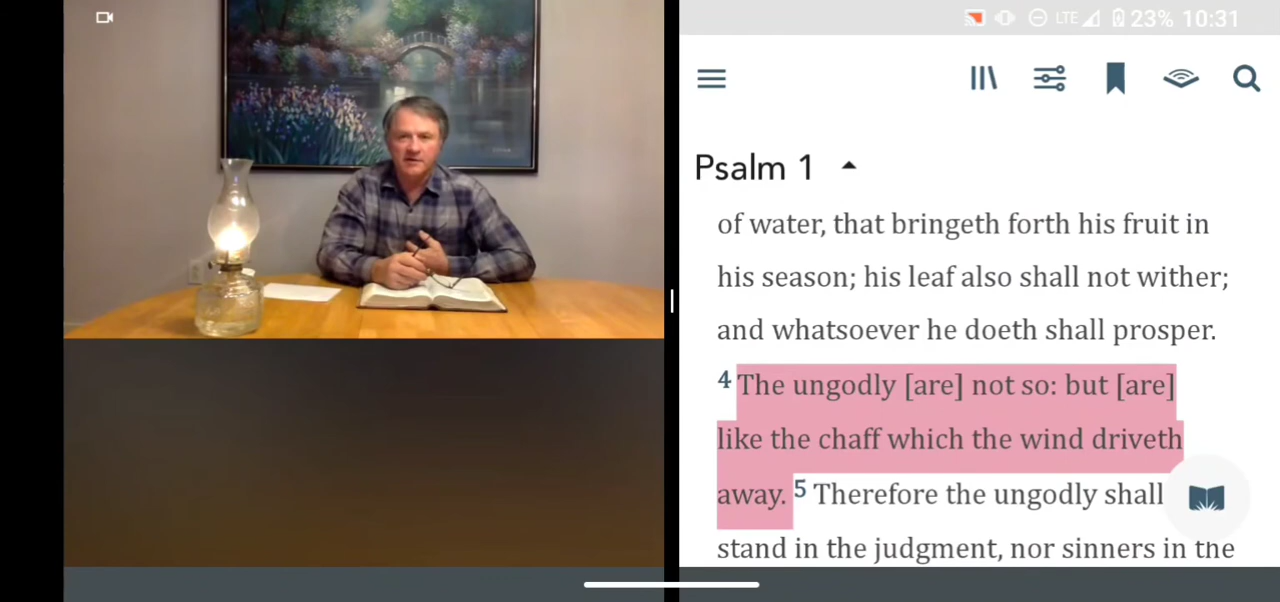 LTE 23% 10:31
Psalm 1
of water, that bringeth forth his fruit in
his season; his leaf also shall not wither;
and whatsoever he doeth shall prosper.
4 The ungodly [are] not so: but [are]
like the chaff which the wind driveth
away. 5 Therefore the ungodly shall
stand in the judgment, nor sinners in the